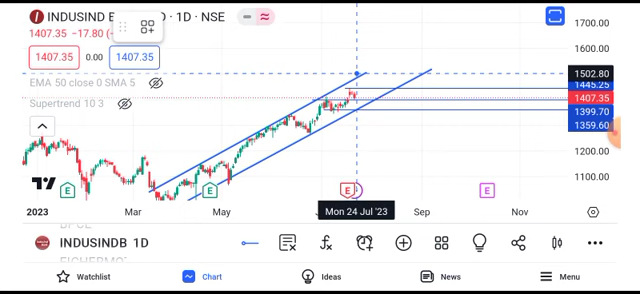 INDUSIND · 1D · NSE
1407.35 −17.80
1407.35 0.00 1407.35
EMA 50 close 0 SMA 5
Supertrend 10 3
1700.00
1600.00
1502.80
1445.25
1407.35
1399.70
1359.60
1200.00
1100.00
E E E E
2023 Mar May Mon 24 Jul '23 Sep Nov
INDUSINDB 1D
Watchlist Chart Ideas News Menu